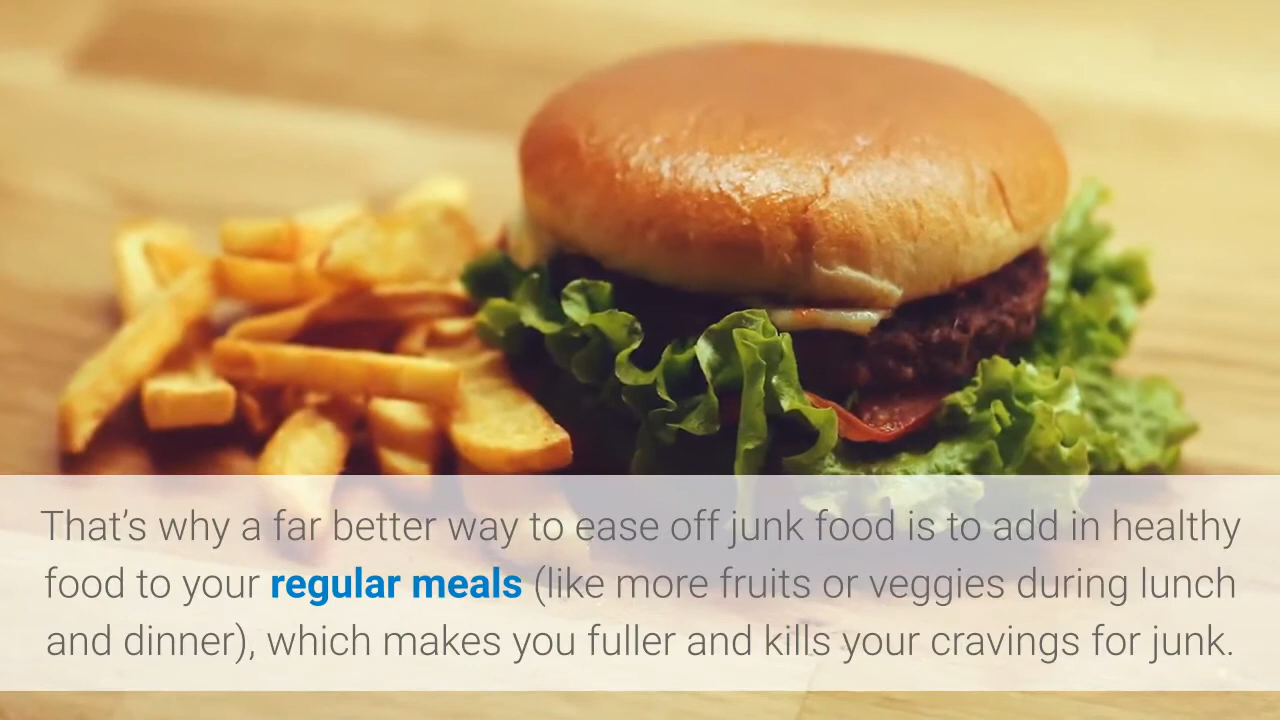 That’s why a far better way to ease off junk food is to add in healthy
food to your regular meals (like more fruits or veggies during lunch
and dinner), which makes you fuller and kills your cravings for junk.